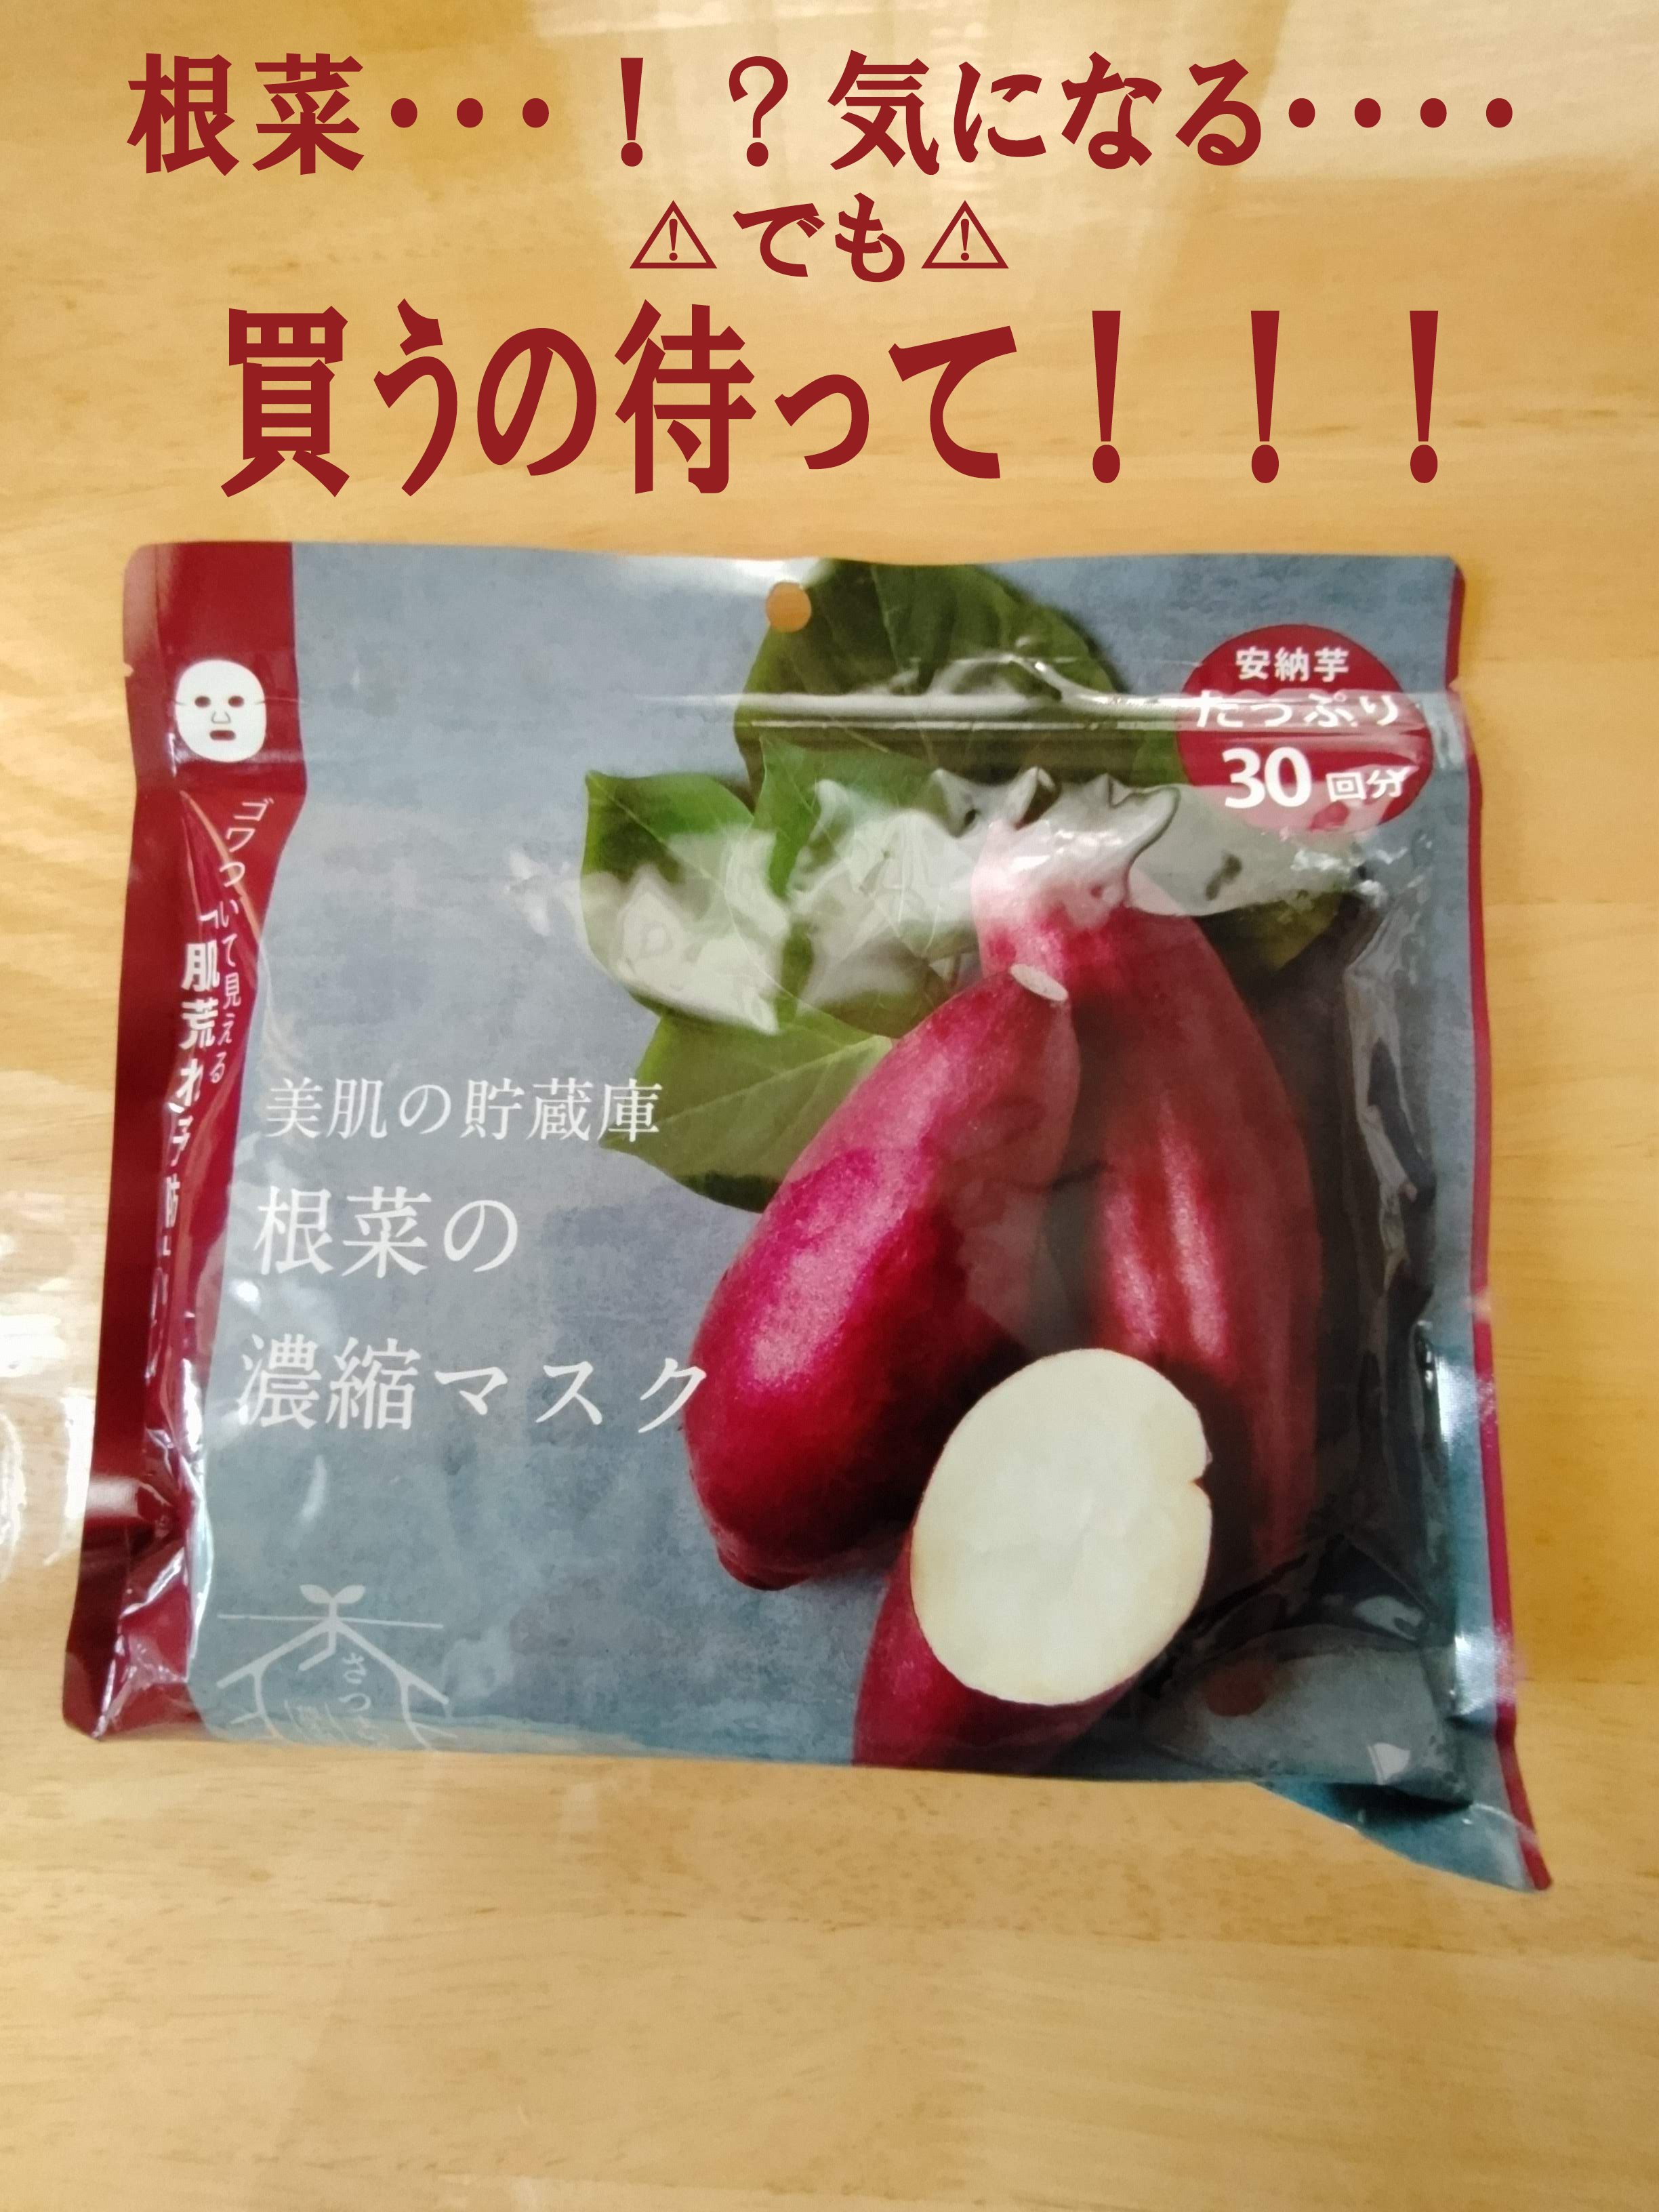 根菜・・・！？気になる・・・・
⚠でも⚠
買うの待って！！！
安納芋
たっぷり
30回分
ゴワついて見える
「肌荒れ予防」
美肌の貯蔵庫
根菜の
濃縮マスク